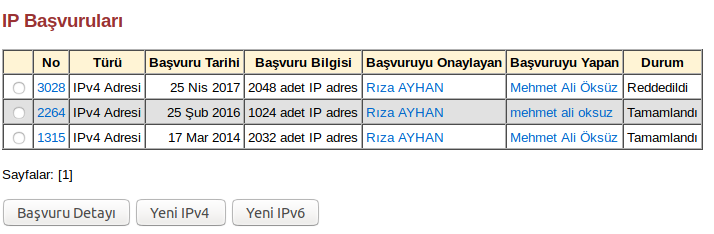 IP Başvuruları
No Türü Başvuru Tarihi Başvuru Bilgisi Başvuruyu Onaylayan Başvuruyu Yapan Durum
3028 IPv4 Adresi 25 Nis 2017 2048 adet IP adres Rıza AYHAN Mehmet Ali Öksüz Reddedildi
2264 IPv4 Adresi 25 Şub 2016 1024 adet IP adres Rıza AYHAN mehmet ali oksuz Tamamlandı
1315 IPv4 Adresi 17 Mar 2014 2032 adet IP adres Rıza AYHAN Mehmet Ali Öksüz Tamamlandı
Sayfalar: [1]
Başvuru Detayı Yeni IPv4 Yeni IPv6